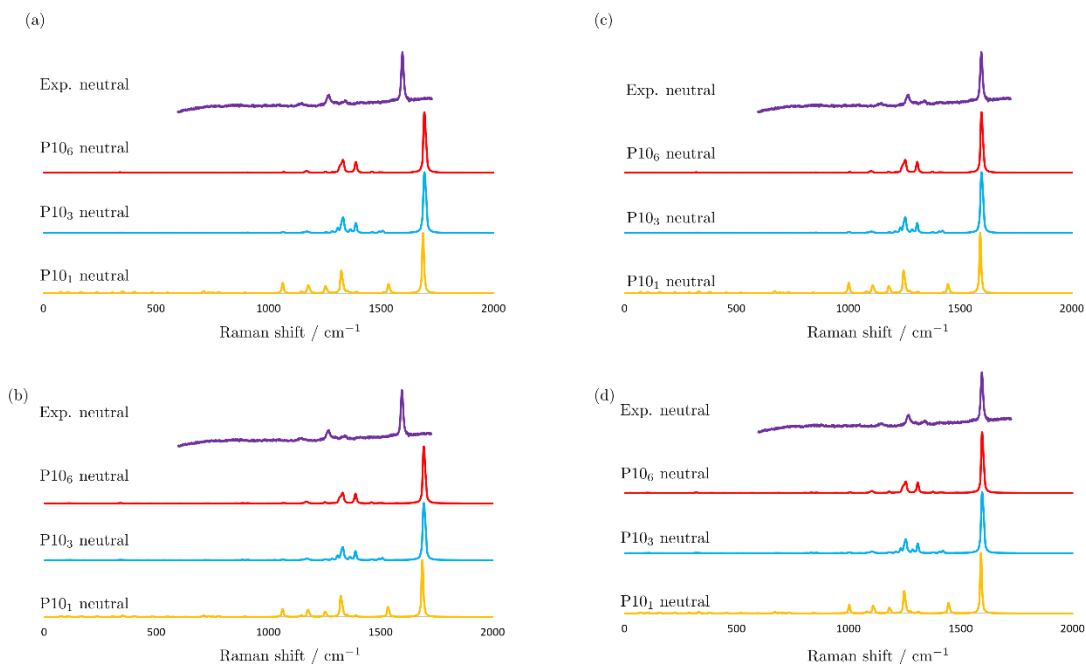 (a)
Exp. neutral
P10₆ neutral
P10₃ neutral
P10₁ neutral
0 500 1000 1500 2000
Raman shift / cm⁻¹
(c)
Exp. neutral
P10₆ neutral
P10₃ neutral
P10₁ neutral
0 500 1000 1500 2000
Raman shift / cm⁻¹
(b)
Exp. neutral
P10₆ neutral
P10₃ neutral
P10₁ neutral
0 500 1000 1500 2000
Raman shift / cm⁻¹
(d)
Exp. neutral
P10₆ neutral
P10₃ neutral
P10₁ neutral
0 500 1000 1500 2000
Raman shift / cm⁻¹